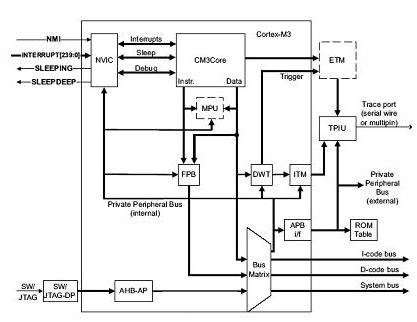 Cortex-M3
NMI
INTERRUPT[239:0]
SLEEPING
SLEEPDEEP
NVIC
Interrupts
Sleep
Debug
CM3Core
Instr.
Data
ETM
Trigger
MPU
TPIU
Trace port
(serial wire
or multipin)
FPB
DWT
ITM
Private Peripheral Bus
(internal)
Private
Peripheral
Bus
(external)
APB
i/f
ROM
Table
Bus
Matrix
I-code bus
D-code bus
System bus
SW/
JTAG
SW/
JTAG-DP
AHB-AP